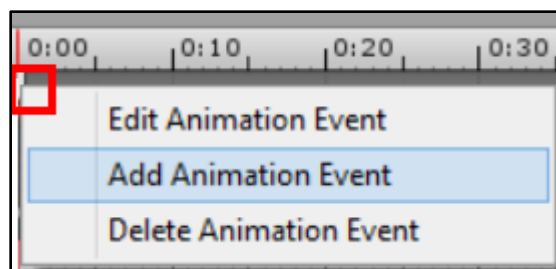 0:00 0:10 0:20 0:30
Edit Animation Event
Add Animation Event
Delete Animation Event